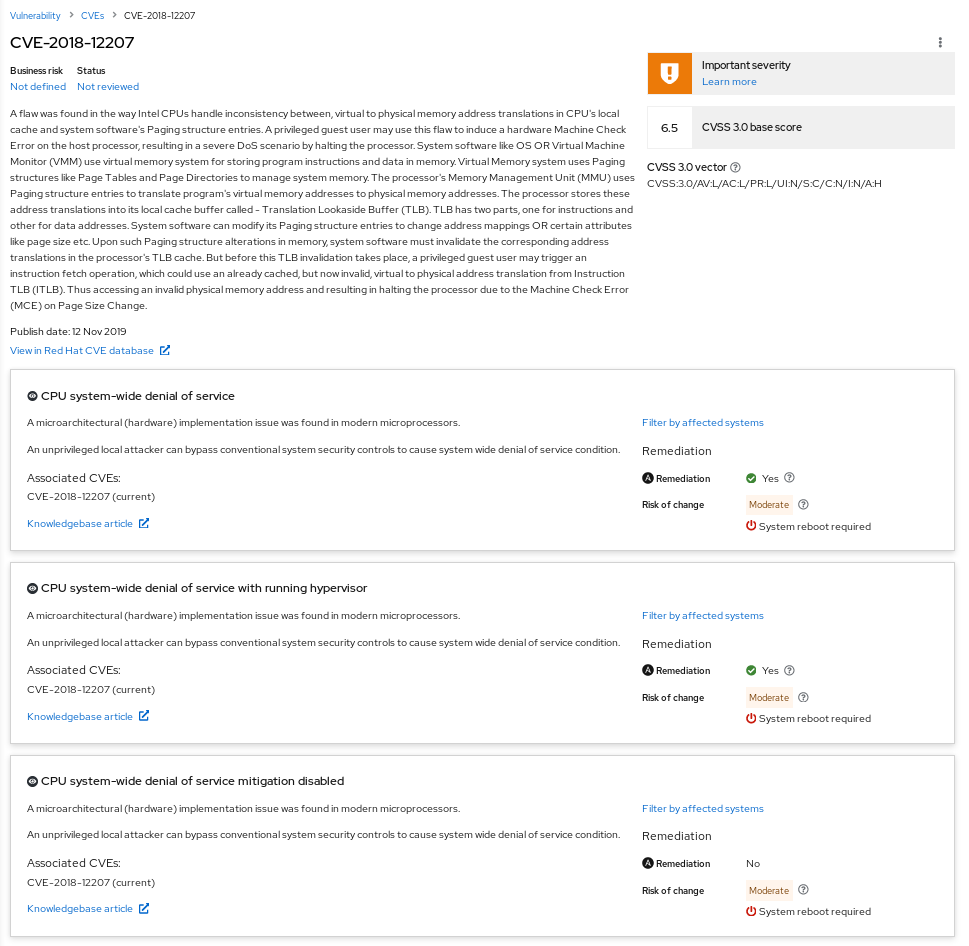 Vulnerability > CVEs > CVE-2018-12207
CVE-2018-12207
Business risk Status
Not defined Not reviewed
A flaw was found in the way Intel CPUs handle inconsistency between, virtual to physical memory address translations in CPU's local
cache and system software's Paging structure entries. A privileged guest user may use this flaw to induce a hardware Machine Check
Error on the host processor, resulting in a severe DoS scenario by halting the processor. System software like OS OR Virtual Machine
Monitor (VMM) use virtual memory system for storing program instructions and data in memory. Virtual Memory system uses Paging
structures like Page Tables and Page Directories to manage system memory. The processor's Memory Management Unit (MMU) uses
Paging structure entries to translate program's virtual memory addresses to physical memory addresses. The processor stores these
address translations into its local cache buffer called - Translation Lookaside Buffer (TLB). TLB has two parts, one for instructions and
other for data addresses. System software can modify its Paging structure entries to change address mappings OR certain attributes
like page size etc. Upon such Paging structure alterations in memory, system software must invalidate the corresponding address
translations in the processor's TLB cache. But before this TLB invalidation takes place, a privileged guest user may trigger an
instruction fetch operation, which could use an already cached, but now invalid, virtual to physical address translation from Instruction
TLB (ITLB). Thus accessing an invalid physical memory address and resulting in halting the processor due to the Machine Check Error
(MCE) on Page Size Change.
Publish date: 12 Nov 2019
View in Red Hat CVE database
Important severity
Learn more
6.5 CVSS 3.0 base score
CVSS 3.0 vector
CVSS:3.0/AV:L/AC:L/PR:L/UI:N/S:C/C:N/I:N/A:H
CPU system-wide denial of service
A microarchitectural (hardware) implementation issue was found in modern microprocessors.
An unprivileged local attacker can bypass conventional system security controls to cause system wide denial of service condition.
Associated CVEs:
CVE-2018-12207 (current)
Knowledgebase article
Filter by affected systems
Remediation
Remediation Yes
Risk of change Moderate
System reboot required
CPU system-wide denial of service with running hypervisor
A microarchitectural (hardware) implementation issue was found in modern microprocessors.
An unprivileged local attacker can bypass conventional system security controls to cause system wide denial of service condition.
Associated CVEs:
CVE-2018-12207 (current)
Knowledgebase article
Filter by affected systems
Remediation
Remediation Yes
Risk of change Moderate
System reboot required
CPU system-wide denial of service mitigation disabled
A microarchitectural (hardware) implementation issue was found in modern microprocessors.
An unprivileged local attacker can bypass conventional system security controls to cause system wide denial of service condition.
Associated CVEs:
CVE-2018-12207 (current)
Knowledgebase article
Filter by affected systems
Remediation
Remediation No
Risk of change Moderate
System reboot required